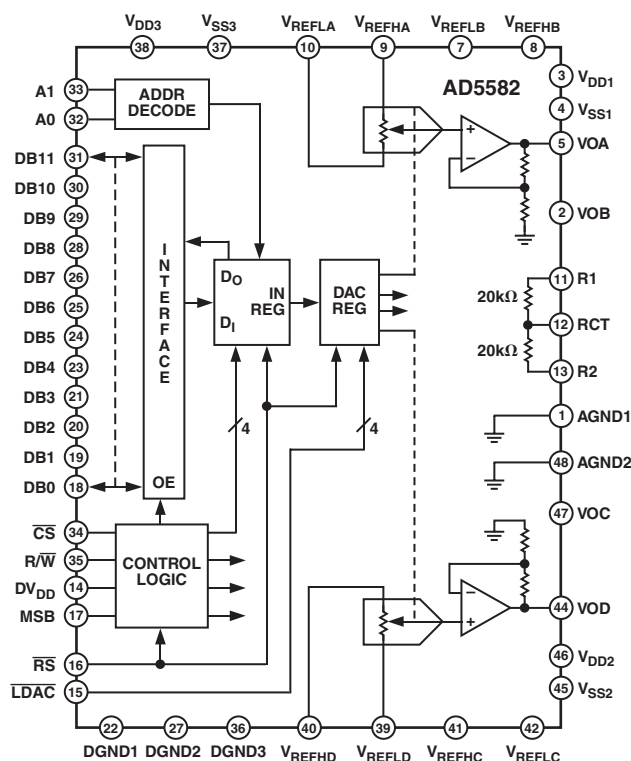 VDD3 VSS3 VREFLA VREFHA VREFLB VREFHB
38 37 10 9 7 8
AD5582
A1 33
A0 32
ADDR
DECODE
DB11 31
DB10 30
DB9 29
DB8 28
DB7 26
DB6 25
DB5 24
DB4 23
DB3 21
DB2 20
DB1 19
DB0 18
INTERFACE
OE
DO
DI
IN
REG
DAC
REG
4
4
+
−
3 VDD1
4 VSS1
5 VOA
2 VOB
11 R1
20kΩ
12 RCT
20kΩ
13 R2
1 AGND1
48 AGND2
47 VOC
−
+
44 VOD
46 VDD2
45 VSS2
CS 34
R/W 35
DVDD 14
MSB 17
CONTROL
LOGIC
RS 16
LDAC 15
22 27 36 40 39 41 42
DGND1 DGND2 DGND3 VREFHD VREFLD VREFHC VREFLC